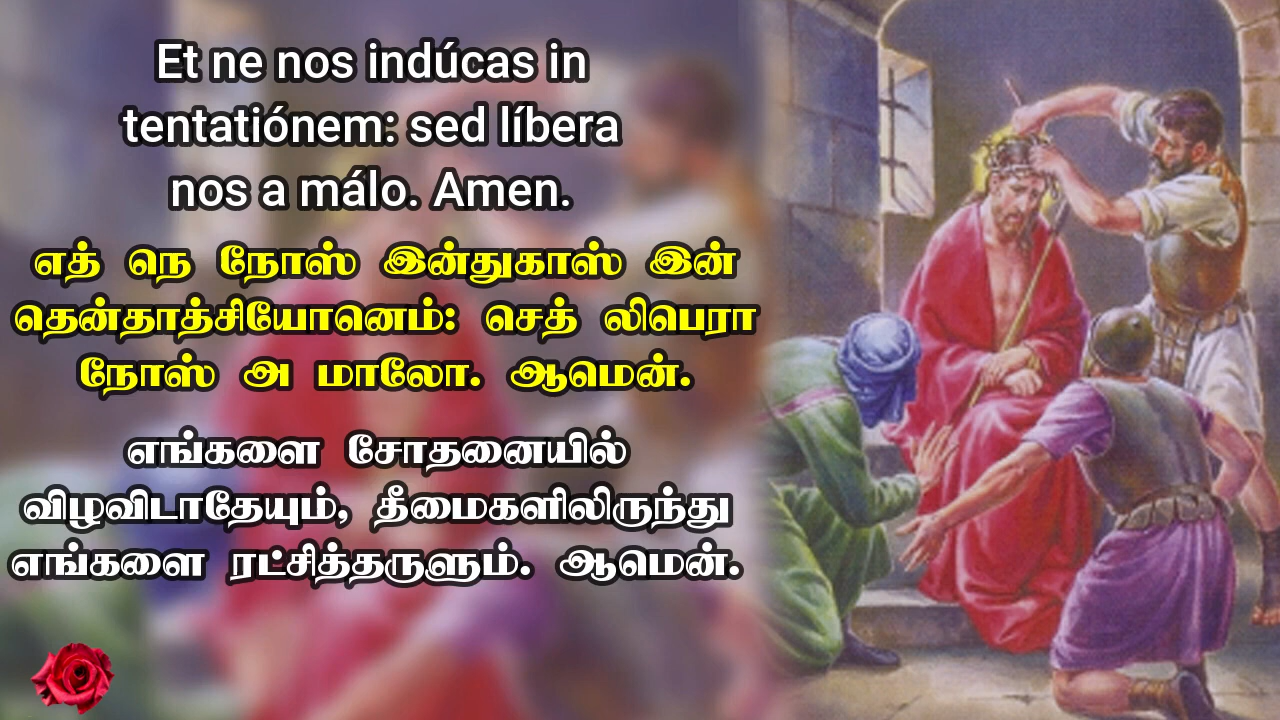 Et ne nos indúcas in
tentatiónem: sed líbera
nos a málo. Amen.
எத் நெ நோஸ் இன்துகாஸ் இன்
தென்தாத்சியோனெம்: செத் லிபெரா
நோஸ் அ மாலோ. ஆமென்.
எங்களை சோதனையில்
விழவிடாதேயும், தீமைகளிலிருந்து
எங்களை ரட்சித்தருளும். ஆமென்.